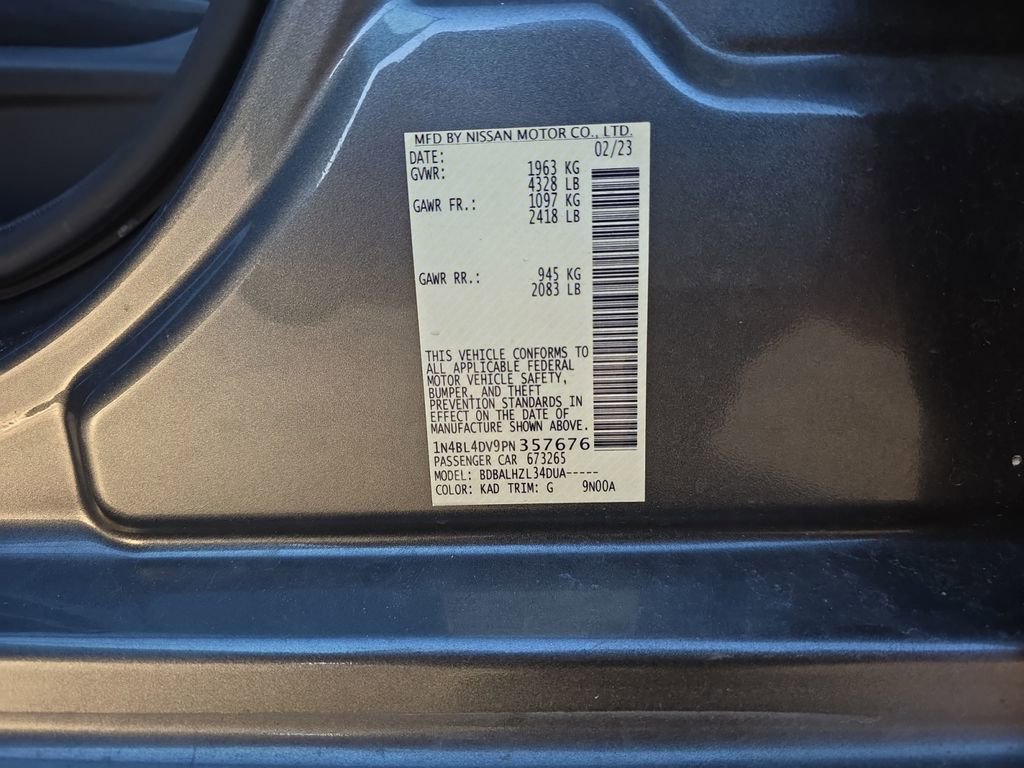 MFD BY NISSAN MOTOR CO., LTD.
DATE: 02/23
GVWR: 1963 KG
4328 LB
GAWR FR.: 1097 KG
2418 LB
GAWR RR.: 945 KG
2083 LB
THIS VEHICLE CONFORMS TO
ALL APPLICABLE FEDERAL
MOTOR VEHICLE SAFETY,
BUMPER, AND THEFT
PREVENTION STANDARDS IN
EFFECT ON THE DATE OF
MANUFACTURE SHOWN ABOVE.
1N4BL4DV9PN357676
PASSENGER CAR 673265
MODEL: BDBALHZL34DUA-----
COLOR: KAD TRIM: G 9N00A